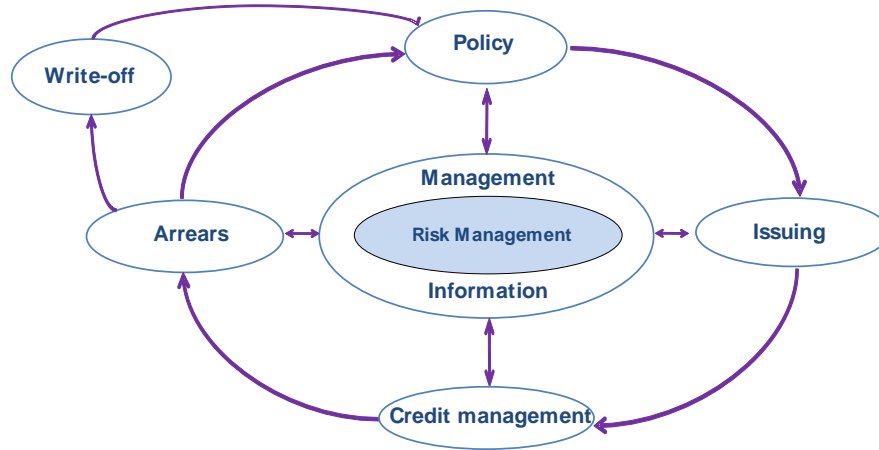 Policy
Write-off
Management
Arrears
Risk Management
Issuing
Information
Credit management